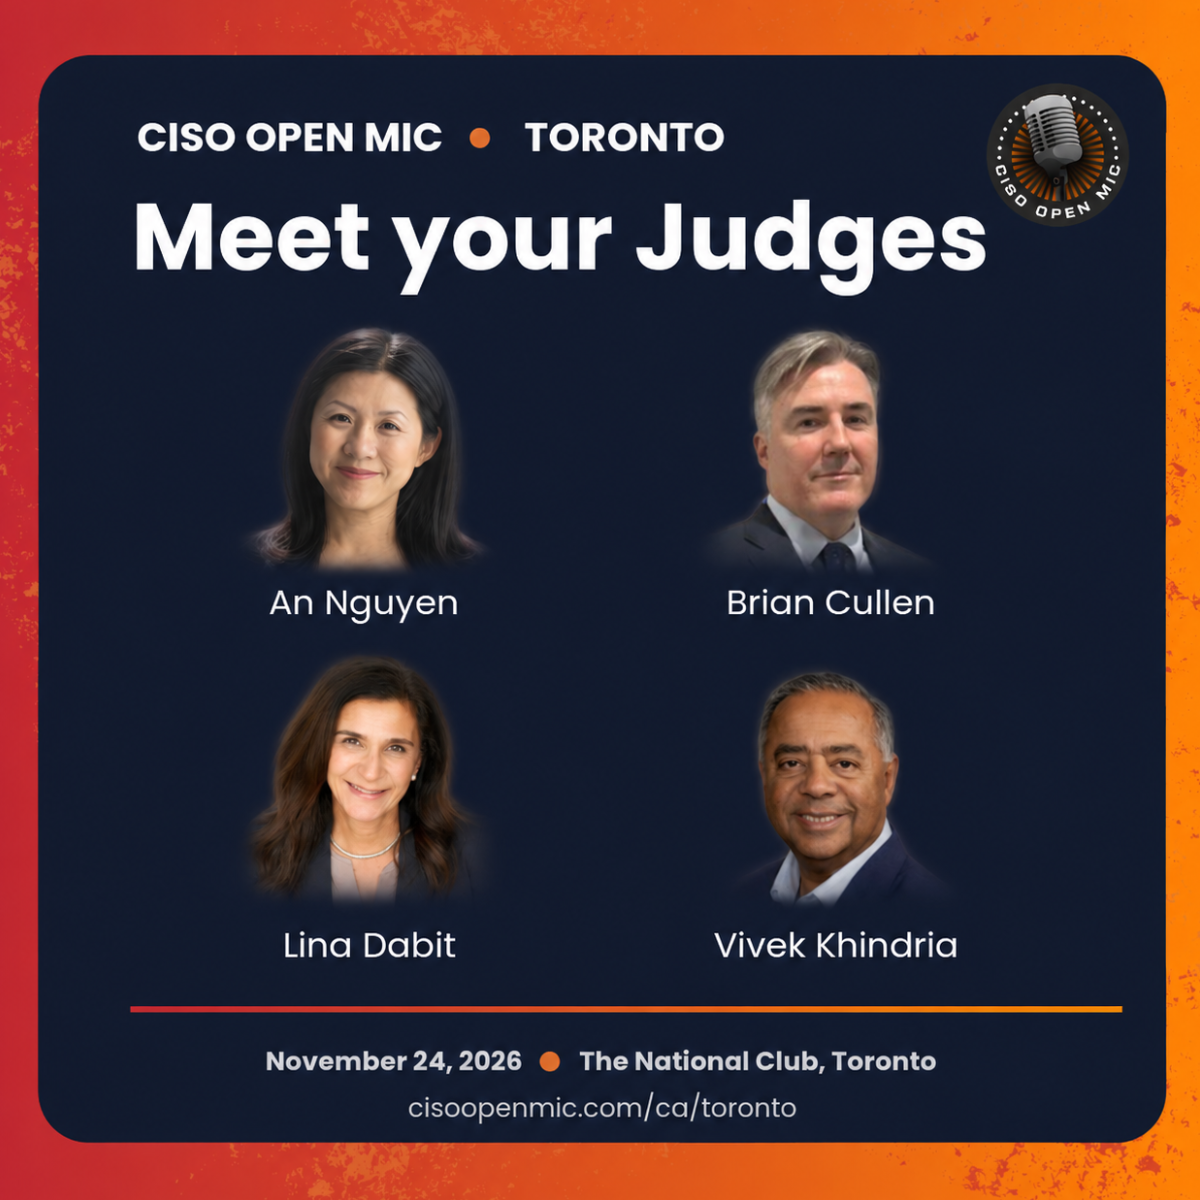 CISO OPEN MIC ● TORONTO
CISO OPEN MIC
Meet your Judges
An Nguyen
Brian Cullen
Lina Dabit
Vivek Khindria
November 24, 2026 ● The National Club, Toronto
cisoopenmic.com/ca/toronto